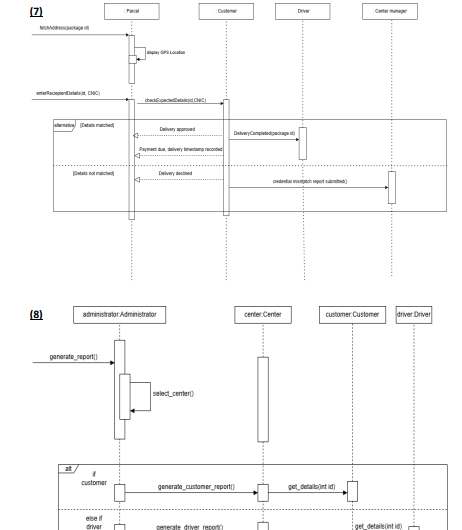 (7)
: Parcel
: Customer
: Driver
: Center manager
fetchAddress(package id)
display GPS Location
enterReciepientDetails(id, CNIC)
checkExpectedDetails(id,CNIC)
alternative
[Details matched]
Delivery approved
DeliveryCompleted(package id)
Payment due, delivery timestamp recorded
[Details not matched]
Delivery declined
credential mismatch report submitted()
(8)
administrator:Administrator
center:Center
customer:Customer
driver:Driver
generate_report()
select_center()
alt
if
customer
generate_customer_report()
get_details(int id)
else if
driver
generate_driver_report()
get_details(int id)